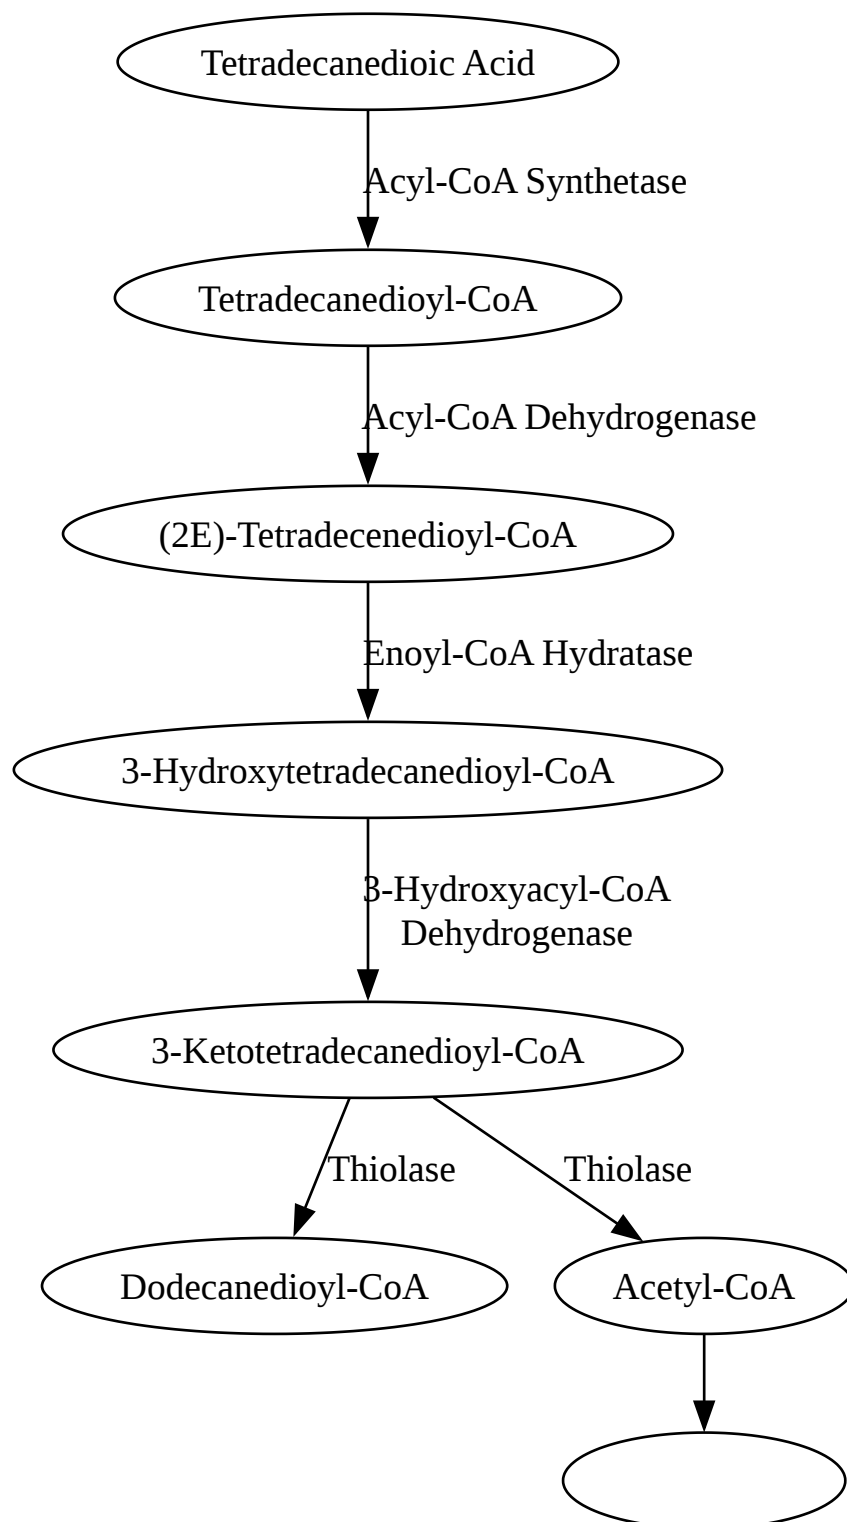 Tetradecanedioic Acid
Acyl-CoA Synthetase
Tetradecanedioyl-CoA
Acyl-CoA Dehydrogenase
(2E)-Tetradecenedioyl-CoA
Enoyl-CoA Hydratase
3-Hydroxytetradecanedioyl-CoA
3-Hydroxyacyl-CoA
Dehydrogenase
3-Ketotetradecanedioyl-CoA
Thiolase
Thiolase
Dodecanedioyl-CoA
Acetyl-CoA